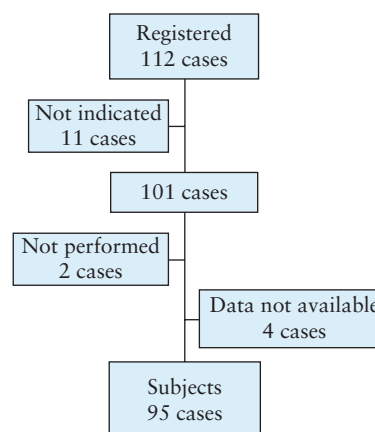 Registered
112 cases
Not indicated
11 cases
101 cases
Not performed
2 cases
Data not available
4 cases
Subjects
95 cases